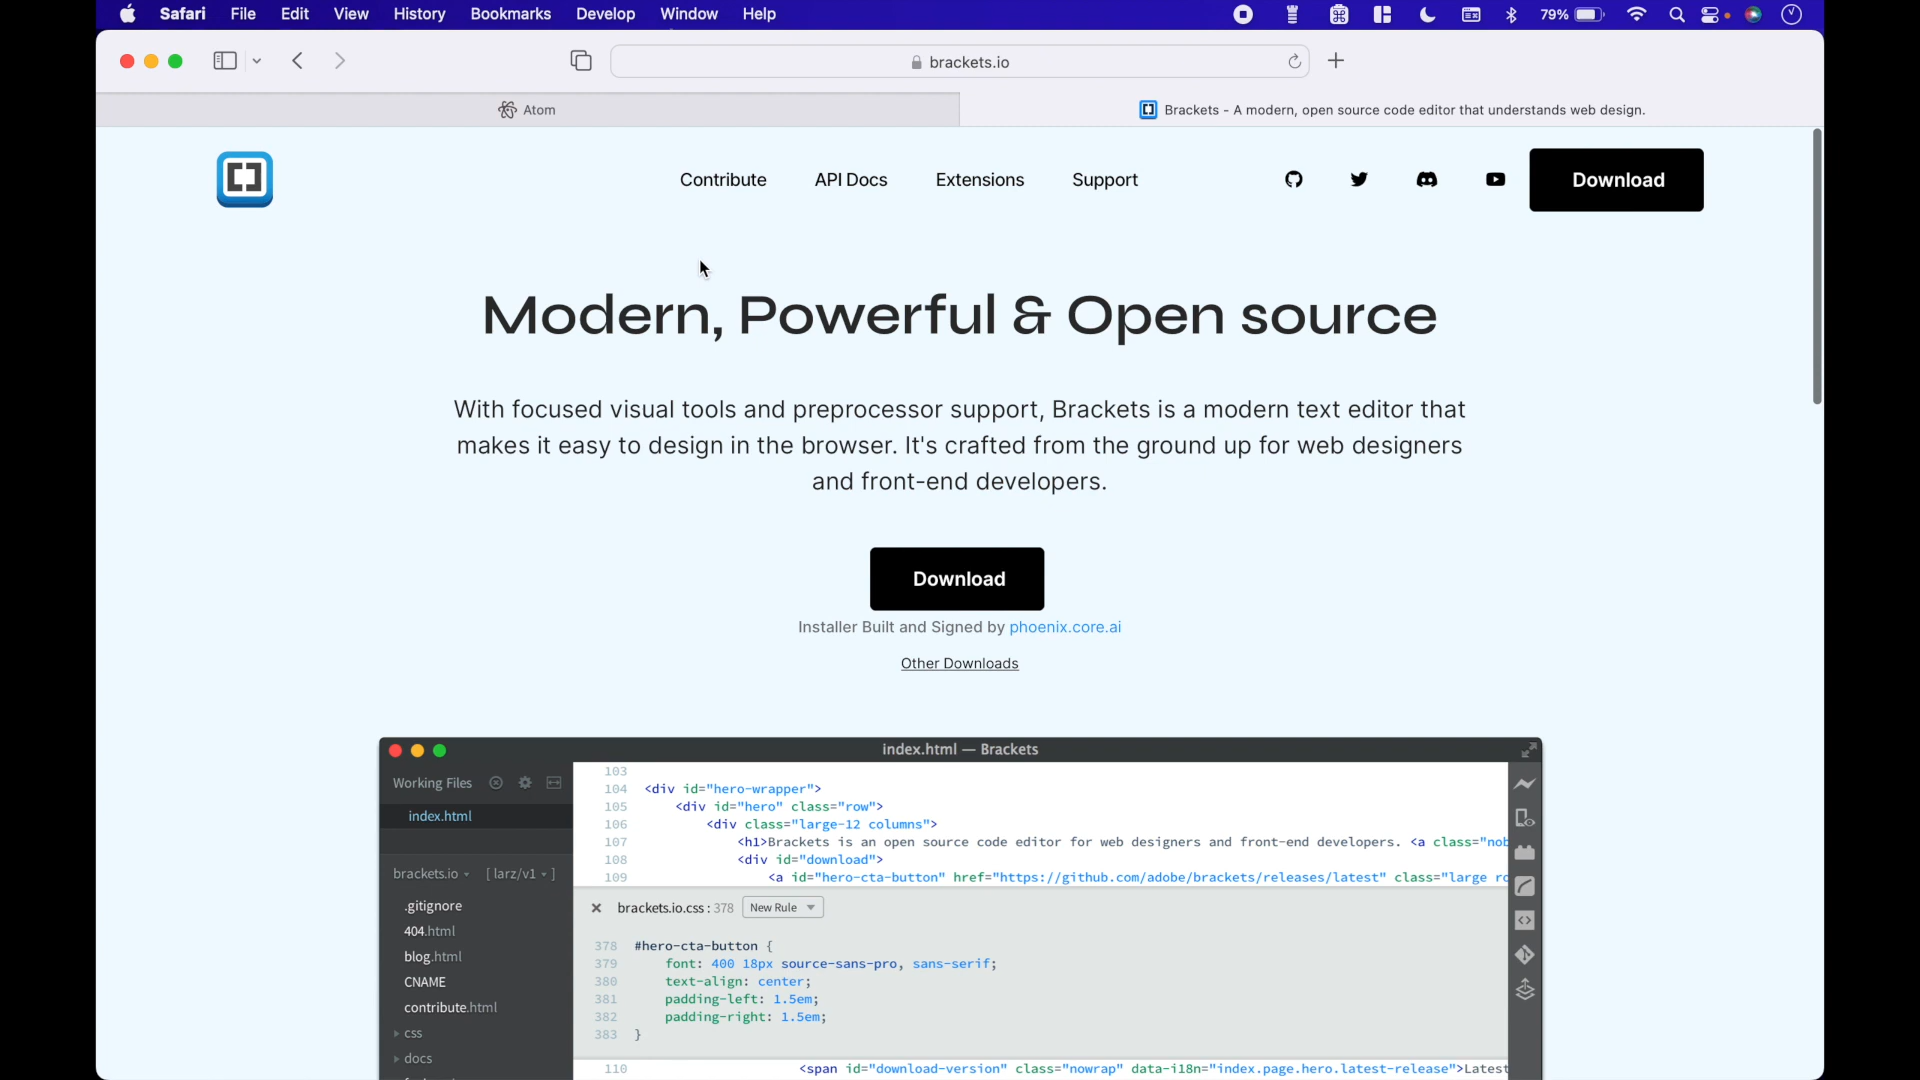 Safari File Edit View History Bookmarks Develop Window Help 79%
brackets.io
Atom
Brackets - A modern, open source code editor that understands web design.
Contribute API Docs Extensions Support Download
Modern, Powerful & Open source
With focused visual tools and preprocessor support, Brackets is a modern text editor that
makes it easy to design in the browser. It's crafted from the ground up for web designers
and front-end developers.
Download
Installer Built and Signed by phoenix.core.ai
Other Downloads
index.html — Brackets
Working Files
index.html
brackets.io [ larz/v1 ]
.gitignore
404.html
blog.html
CNAME
contribute.html
css
docs
103
104 <div id="hero-wrapper">
105 <div id="hero" class="row">
106 <div class="large-12 columns">
107 <h1>Brackets is an open source code editor for web designers and front-end developers. <a class="nob
108 <div id="download">
109 <a id="hero-cta-button" href="https://github.com/adobe/brackets/releases/latest" class="large ro
brackets.io.css : 378 New Rule
378 #hero-cta-button {
379 font: 400 18px source-sans-pro, sans-serif;
380 text-align: center;
381 padding-left: 1.5em;
382 padding-right: 1.5em;
383 }
110 <span id="download-version" class="nowrap" data-i18n="index.page.hero.latest-release">Latest